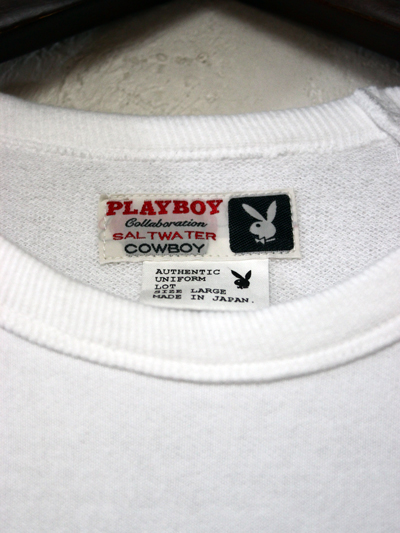 PLAYBOY
Collaboration
SALTWATER
COWBOY
AUTHENTIC
UNIFORM
LOT
SIZE LARGE
MADE IN JAPAN.